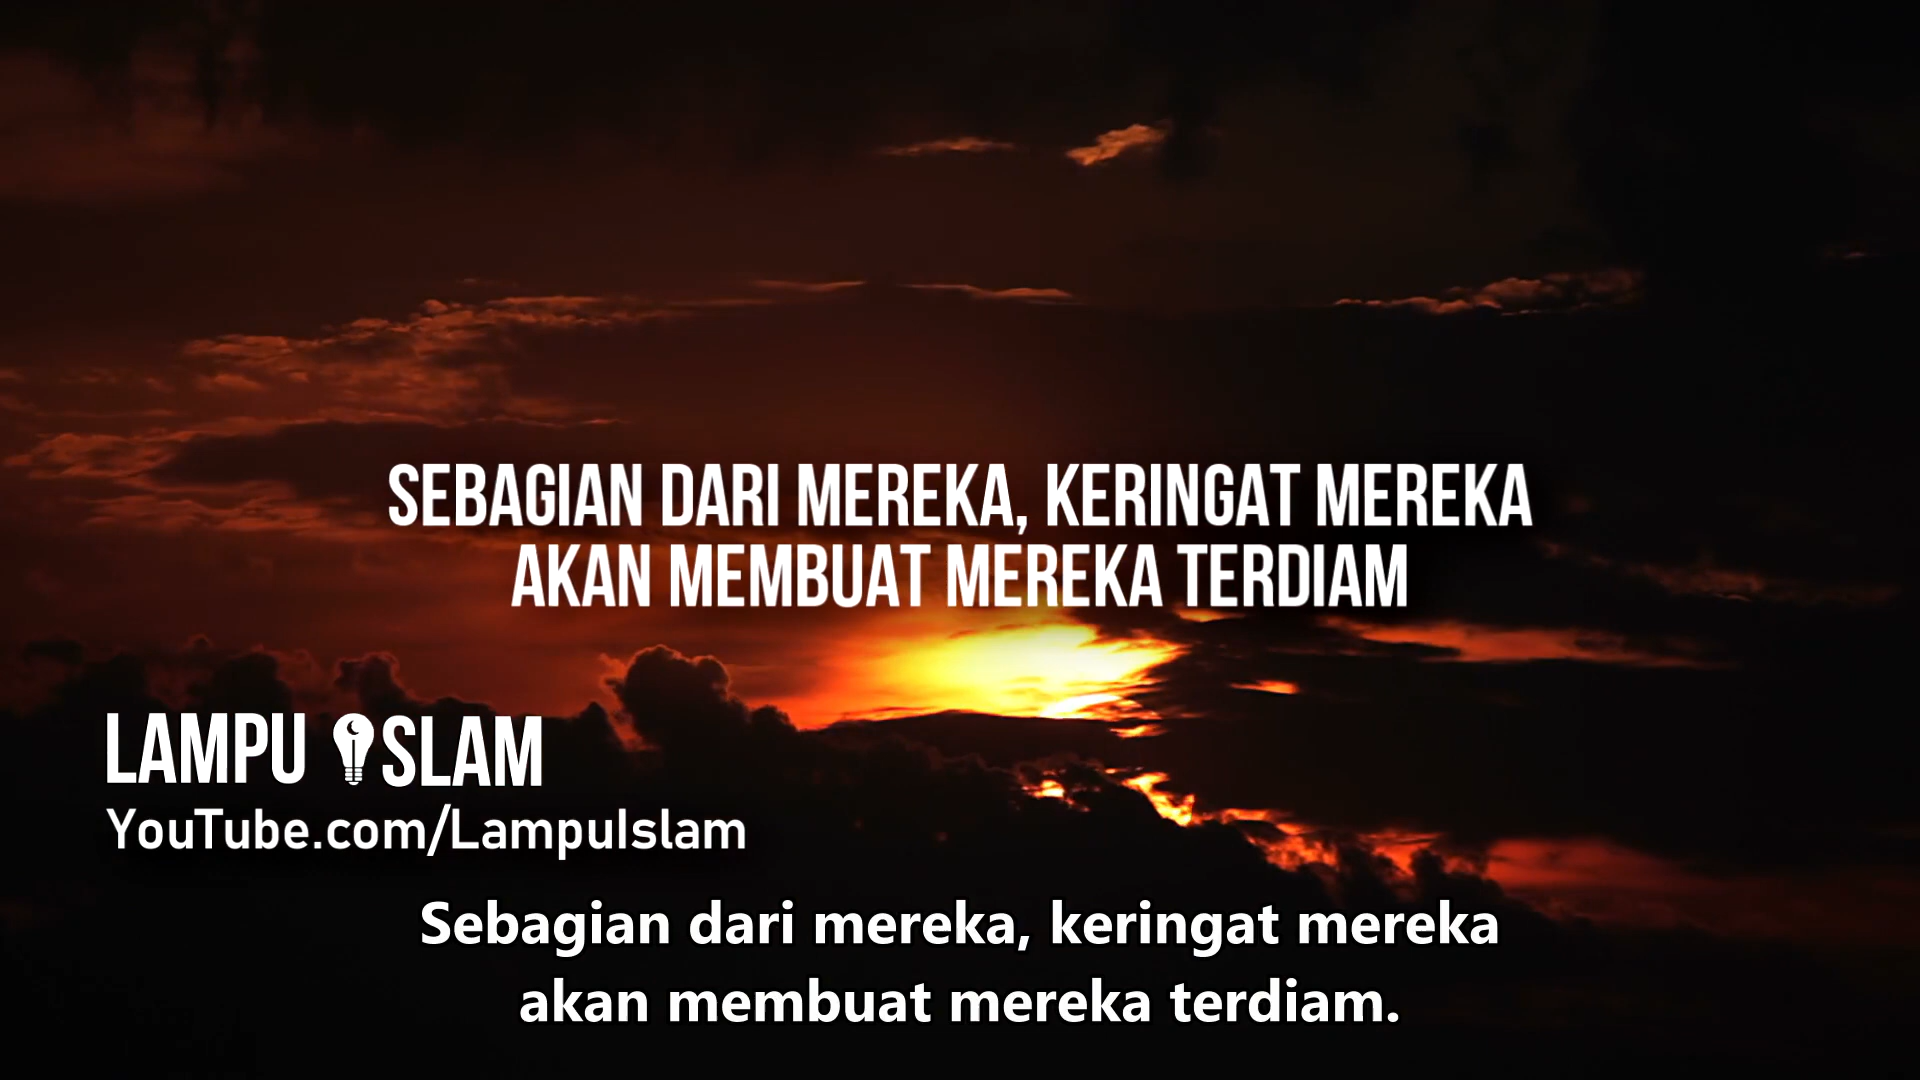 SEBAGIAN DARI MEREKA, KERINGAT MEREKA
AKAN MEMBUAT MEREKA TERDIAM
LAMPU ISLAM
YouTube.com/LampuIslam
Sebagian dari mereka, keringat mereka
akan membuat mereka terdiam.